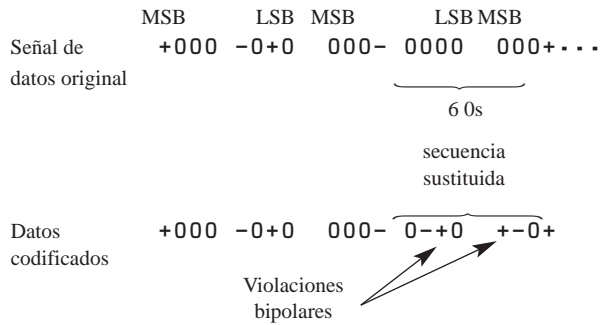 MSB LSB MSB LSB MSB
Señal de +000 –0+0 000– 0000 000+...
datos original
6 0s
secuencia
sustituida
Datos +000 –0+0 000– 0–+0 +–0+
codificados
Violaciones
bipolares